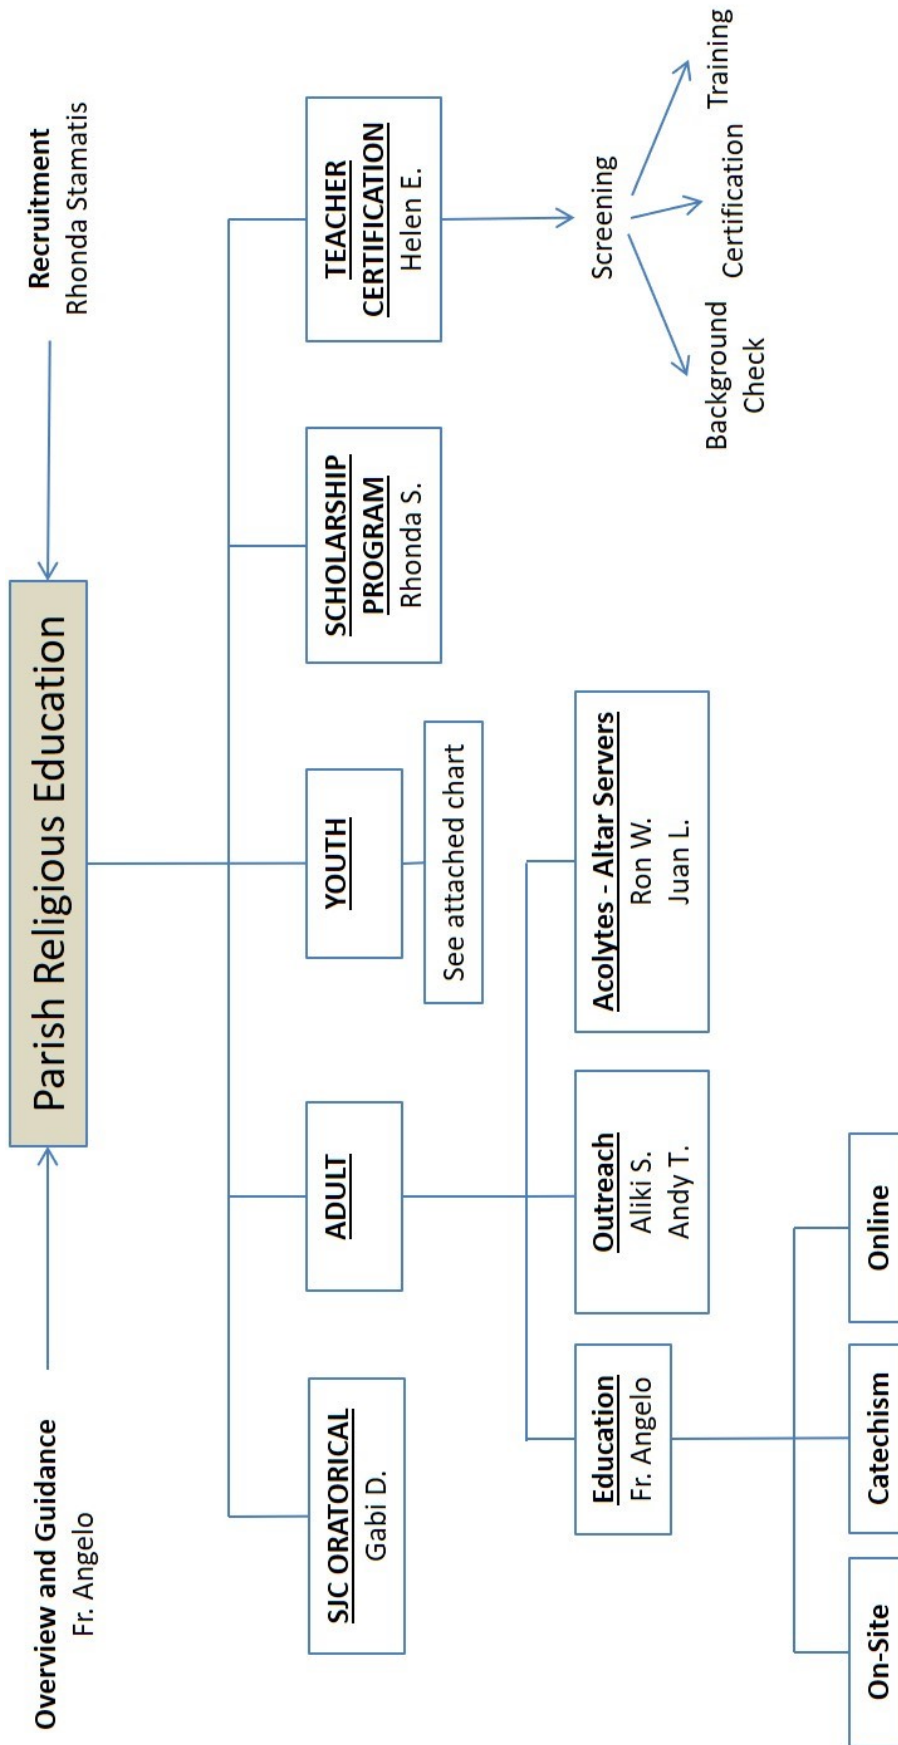 Parish Religious Education
Overview and Guidance
Fr. Angelo
Recruitment
Rhonda Stamatis
SJC ORATORICAL
Gabi D.
ADULT
YOUTH
See attached chart
SCHOLARSHIP
PROGRAM
Rhonda S.
TEACHER
CERTIFICATION
Helen E.
Education
Fr. Angelo
Outreach
Aliki S.
Andy T.
Acolytes - Altar Servers
Ron W.
Juan L.
Screening
Background
Check
Certification
Training
On-Site
Catechism
Online